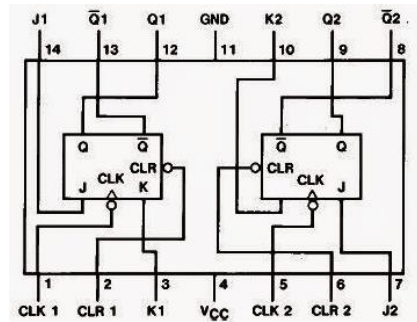 J1 Q̅1 Q1 GND K2 Q2 Q̅2
14 13 12 11 10 9 8
Q Q̅ Q̅ Q
CLR CLR
CLK CLK
J K J
1 2 3 4 5 6 7
CLK 1 CLR 1 K1 VCC CLK 2 CLR 2 J2